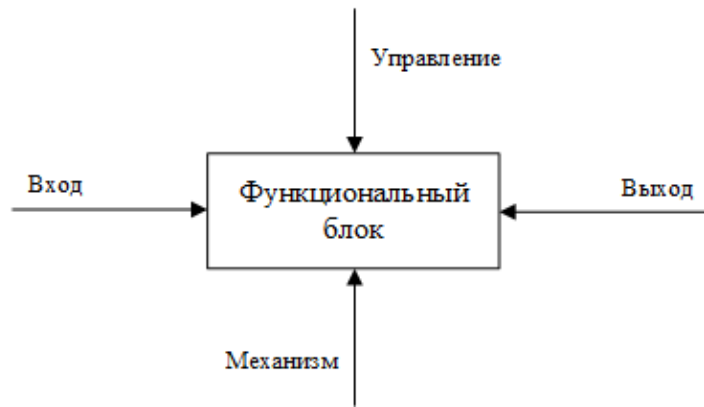 Управление
Вход
Функциональный
блок
Выход
Механизм